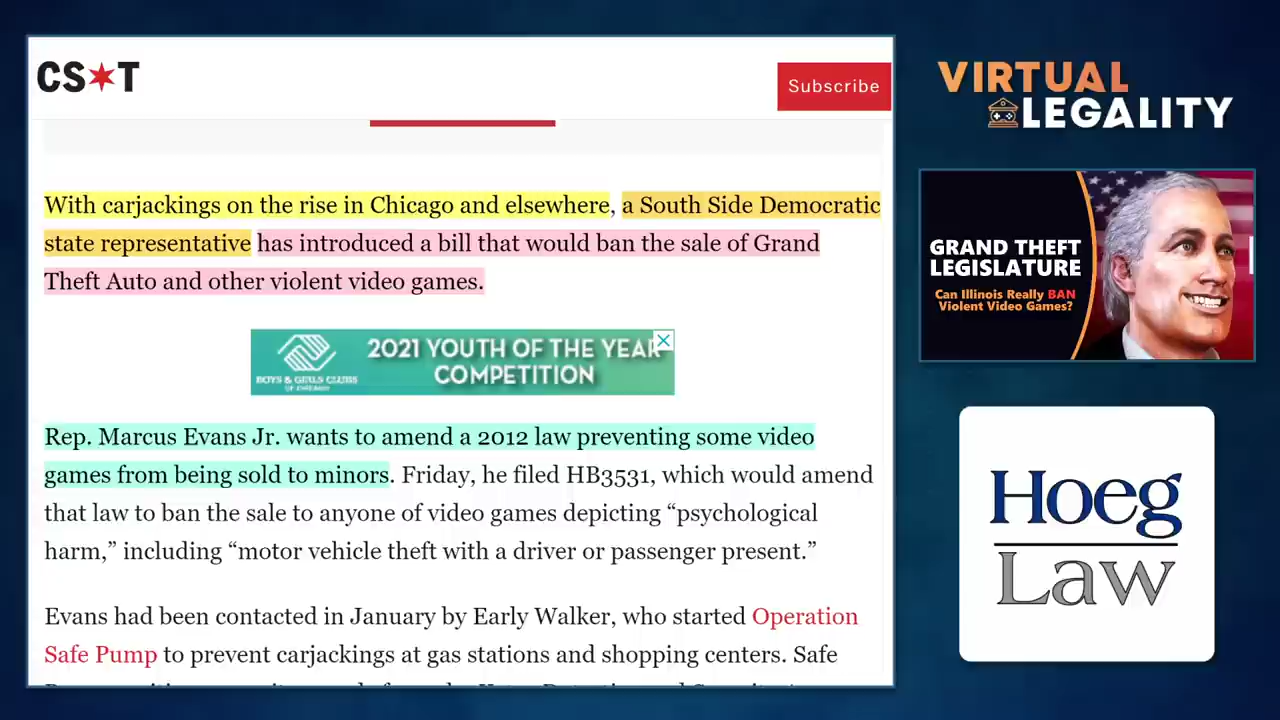 CS★T
Subscribe
With carjackings on the rise in Chicago and elsewhere, a South Side Democratic
state representative has introduced a bill that would ban the sale of Grand
Theft Auto and other violent video games.
BOYS & GIRLS CLUBS
OF CHICAGO
2021 YOUTH OF THE YEAR
COMPETITION
Rep. Marcus Evans Jr. wants to amend a 2012 law preventing some video
games from being sold to minors. Friday, he filed HB3531, which would amend
that law to ban the sale to anyone of video games depicting “psychological
harm,” including “motor vehicle theft with a driver or passenger present.”
Evans had been contacted in January by Early Walker, who started Operation
Safe Pump to prevent carjackings at gas stations and shopping centers. Safe
VIRTUAL
LEGALITY
GRAND THEFT
LEGISLATURE
Can Illinois Really BAN
Violent Video Games?
Hoeg
Law